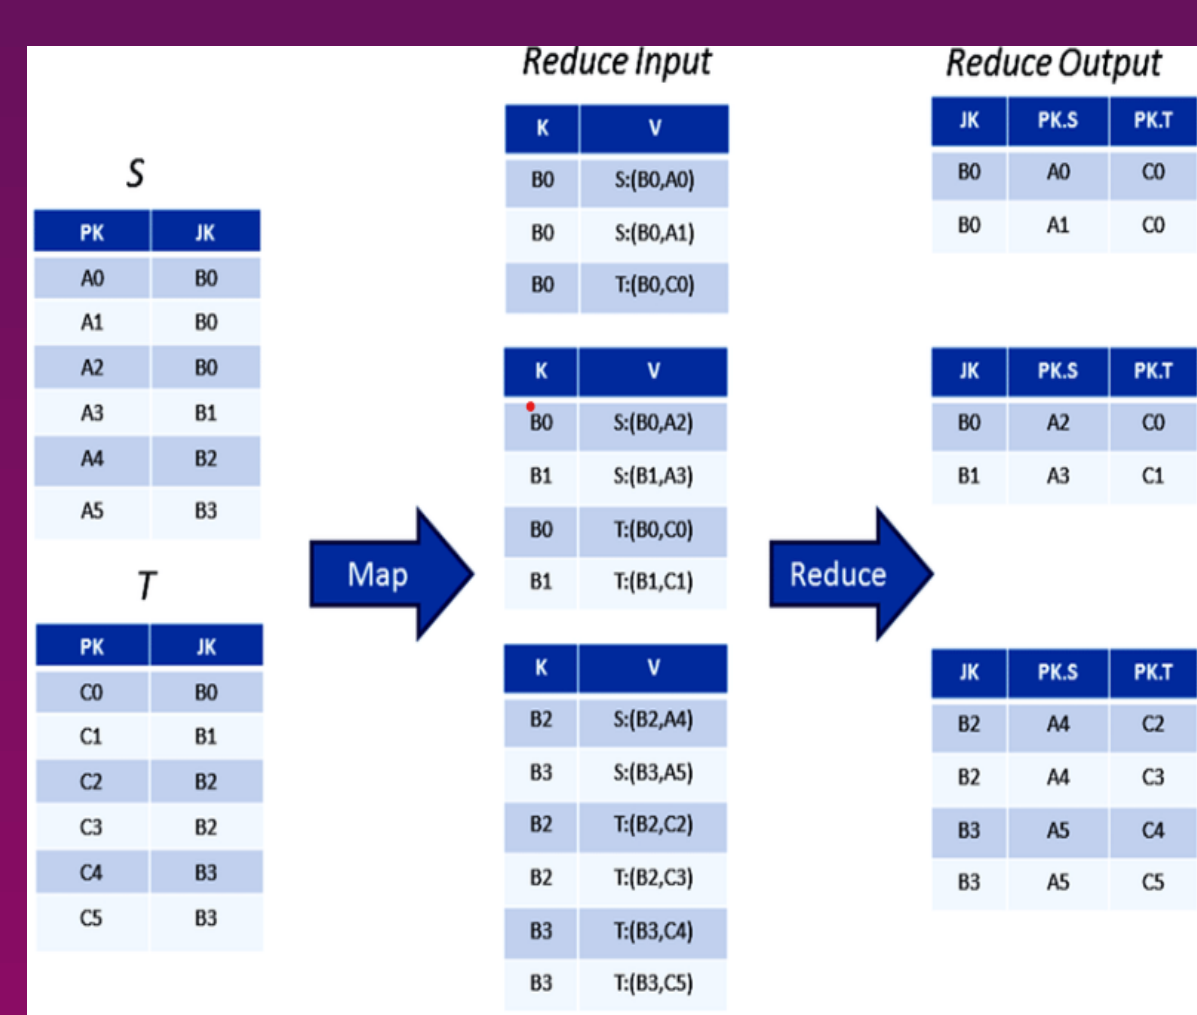 S
PK JK
A0 B0
A1 B0
A2 B0
A3 B1
A4 B2
A5 B3
T
PK JK
C0 B0
C1 B1
C2 B2
C3 B2
C4 B3
C5 B3
Map
Reduce Input
K V
B0 S:(B0,A0)
B0 S:(B0,A1)
B0 T:(B0,C0)
K V
B0 S:(B0,A2)
B1 S:(B1,A3)
B0 T:(B0,C0)
B1 T:(B1,C1)
K V
B2 S:(B2,A4)
B3 S:(B3,A5)
B2 T:(B2,C2)
B2 T:(B2,C3)
B3 T:(B3,C4)
B3 T:(B3,C5)
Reduce
Reduce Output
JK PK.S PK.T
B0 A0 C0
B0 A1 C0
JK PK.S PK.T
B0 A2 C0
B1 A3 C1
JK PK.S PK.T
B2 A4 C2
B2 A4 C3
B3 A5 C4
B3 A5 C5